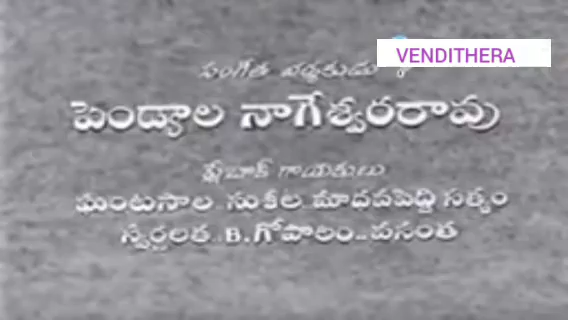 VENDITHERA
సంగీత దర్శకుడు
పెండ్యాల నాగేశ్వరరావు
ప్లేబాక్ గాయకులు
ఘంటసాల..సుశీల..మాధవపెద్ది సత్యం
స్వర్ణలత..B.గోపాలం..వసంత